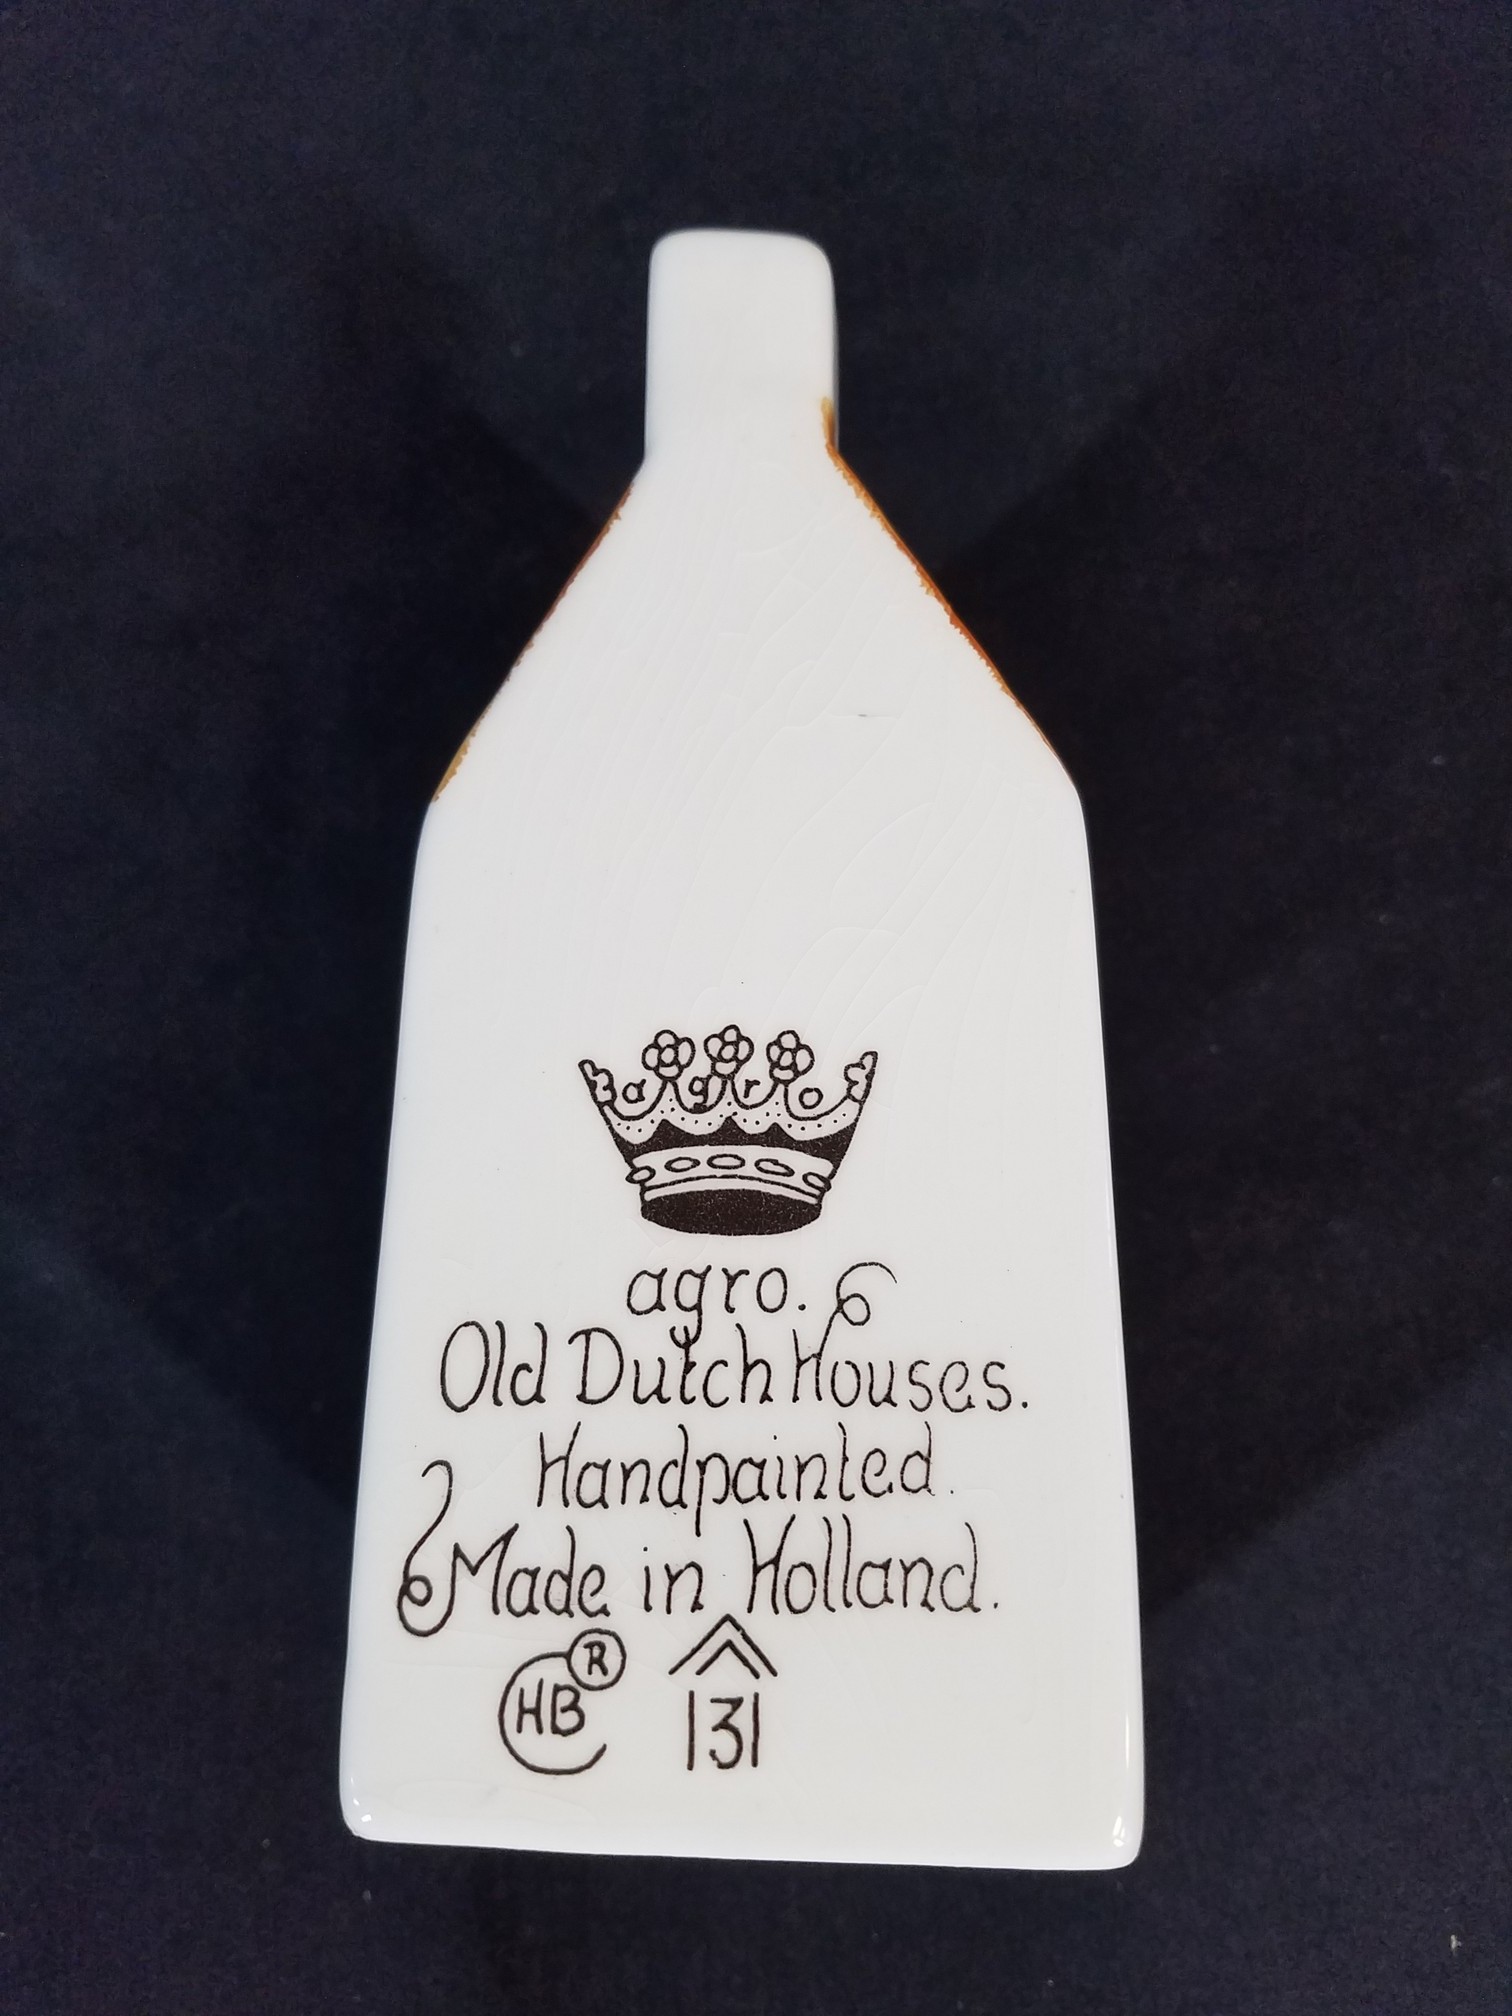 agro
agro.
Old Dutch Houses.
Handpainted.
Made in Holland.
HB ®
131